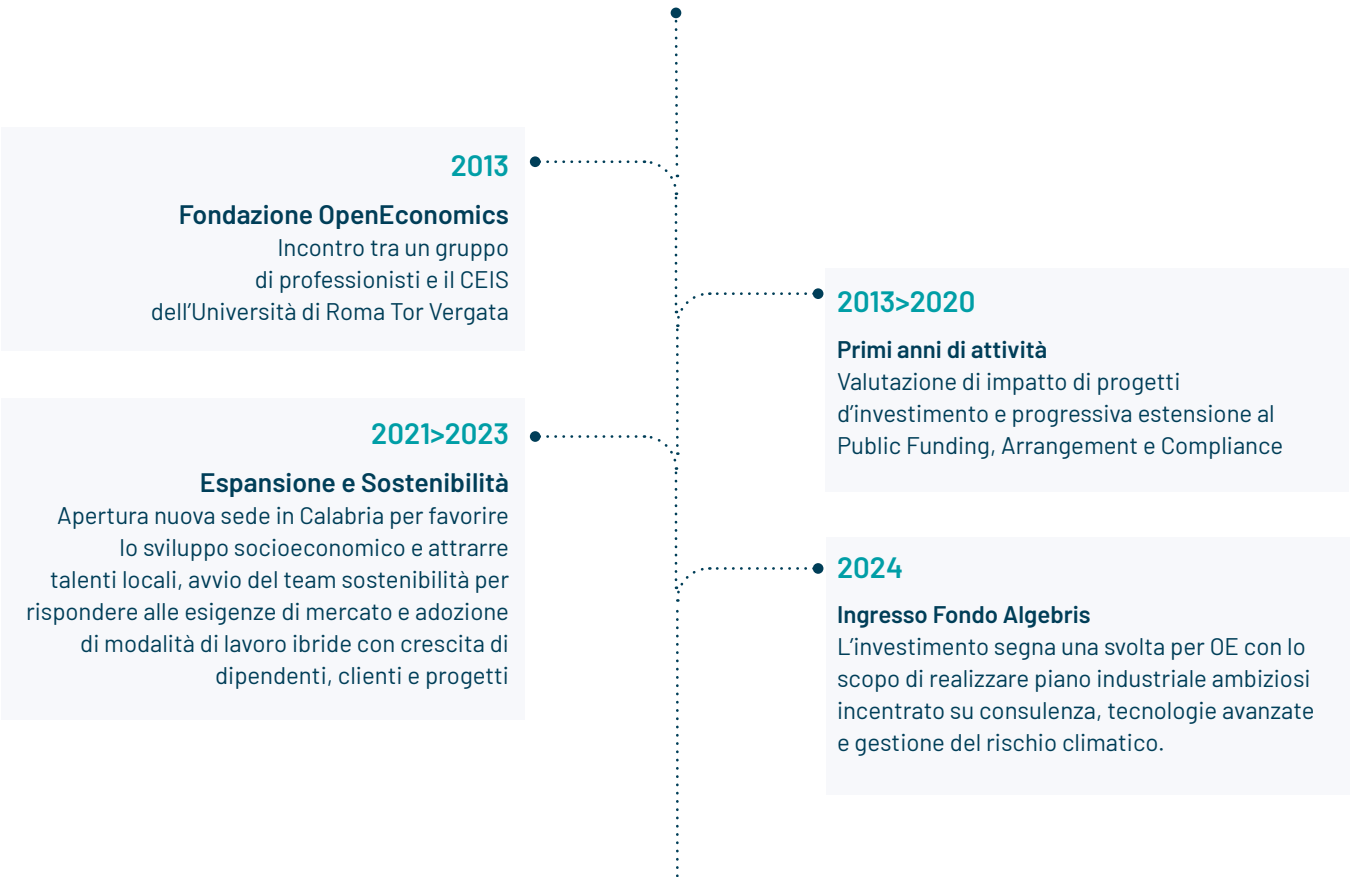 2013
Fondazione OpenEconomics
Incontro tra un gruppo
di professionisti e il CEIS
dell’Università di Roma Tor Vergata
2013>2020
Primi anni di attività
Valutazione di impatto di progetti
d’investimento e progressiva estensione al
Public Funding, Arrangement e Compliance
2021>2023
Espansione e Sostenibilità
Apertura nuova sede in Calabria per favorire
lo sviluppo socioeconomico e attrarre
talenti locali, avvio del team sostenibilità per
rispondere alle esigenze di mercato e adozione
di modalità di lavoro ibride con crescita di
dipendenti, clienti e progetti
2024
Ingresso Fondo Algebris
L’investimento segna una svolta per OE con lo
scopo di realizzare piano industriale ambiziosi
incentrato su consulenza, tecnologie avanzate
e gestione del rischio climatico.